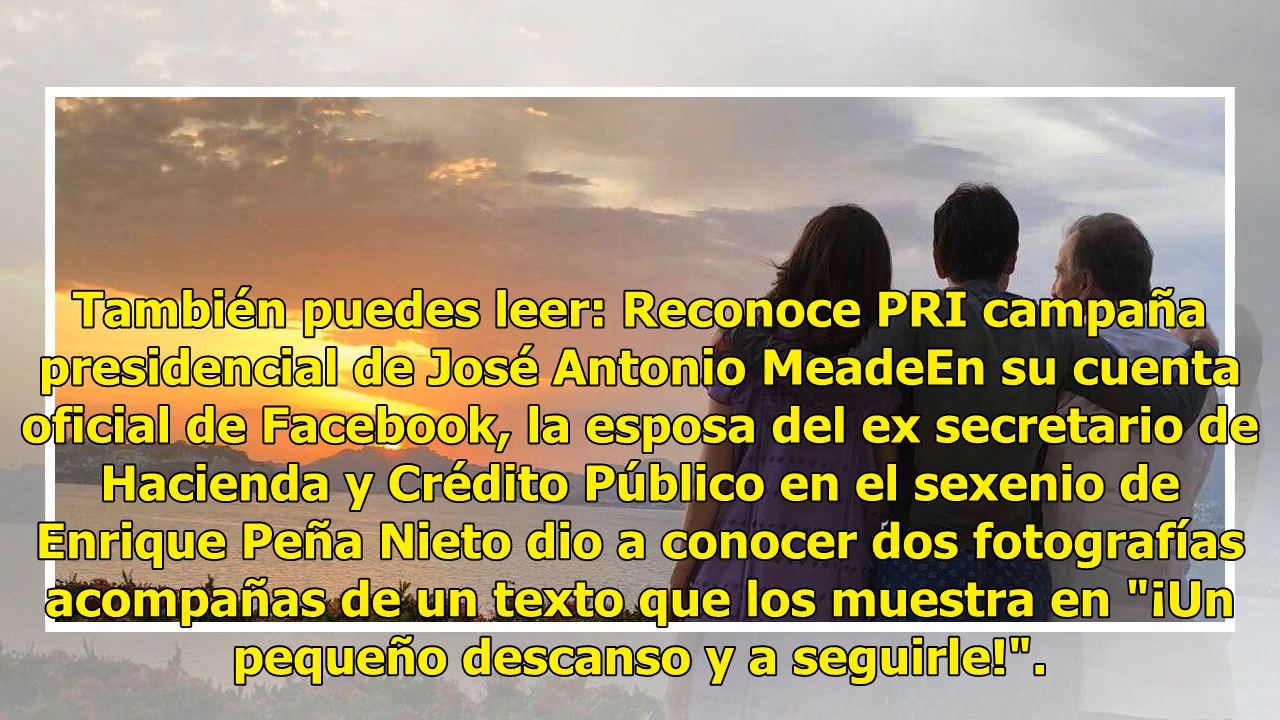 También puedes leer: Reconoce PRI campaña
presidencial de José Antonio MeadeEn su cuenta
oficial de Facebook, la esposa del ex secretario de
Hacienda y Crédito Público en el sexenio de
Enrique Peña Nieto dio a conocer dos fotografías
acompañas de un texto que los muestra en "¡Un
pequeño descanso y a seguirle!".